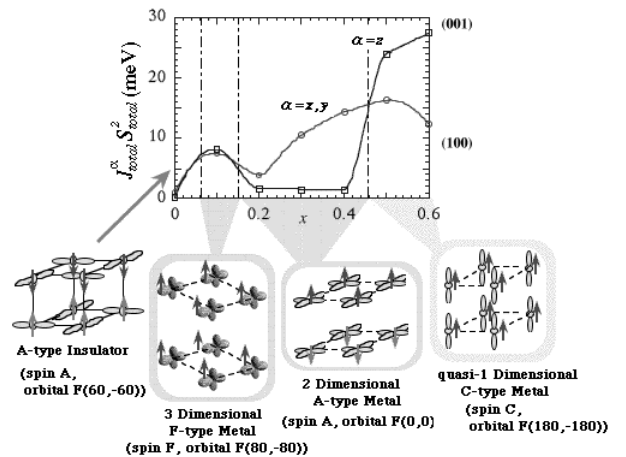 30
20
10
0
J^α_total S^2_total (meV)
α=z
α=x,y
(001)
(100)
0
0.2
0.4
0.6
x
A-type Insulator
(spin A,
orbital F(60,-60))
3 Dimensional
F-type Metal
(spin F, orbital F(80,-80))
2 Dimensional
A-type Metal
(spin A, orbital F(0,0)
quasi-1 Dimensional
C-type Metal
(spin C,
orbital F(180,-180))